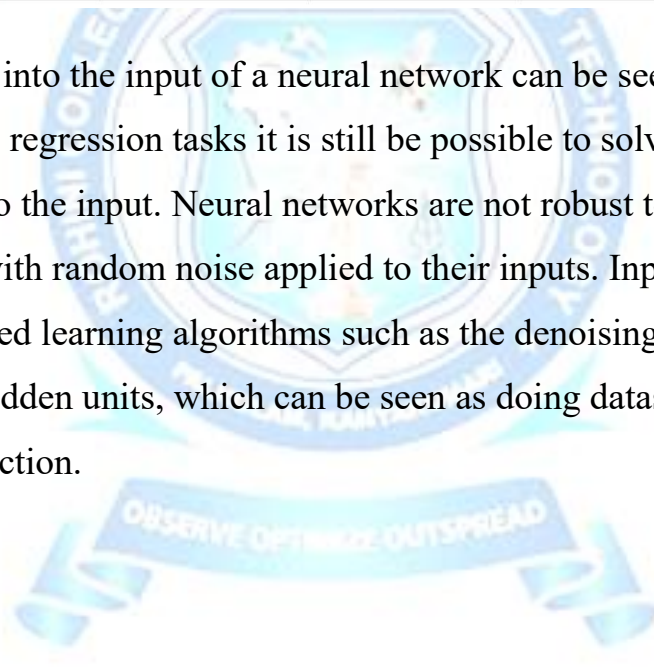 into the input of a neural network can be see
regression tasks it is still be possible to solv
o the input. Neural networks are not robust t
vith random noise applied to their inputs. Inp
ed learning algorithms such as the denoising
dden units, which can be seen as doing datas
ction.
OBSERVE OPTIMIZE OUTSPREAD